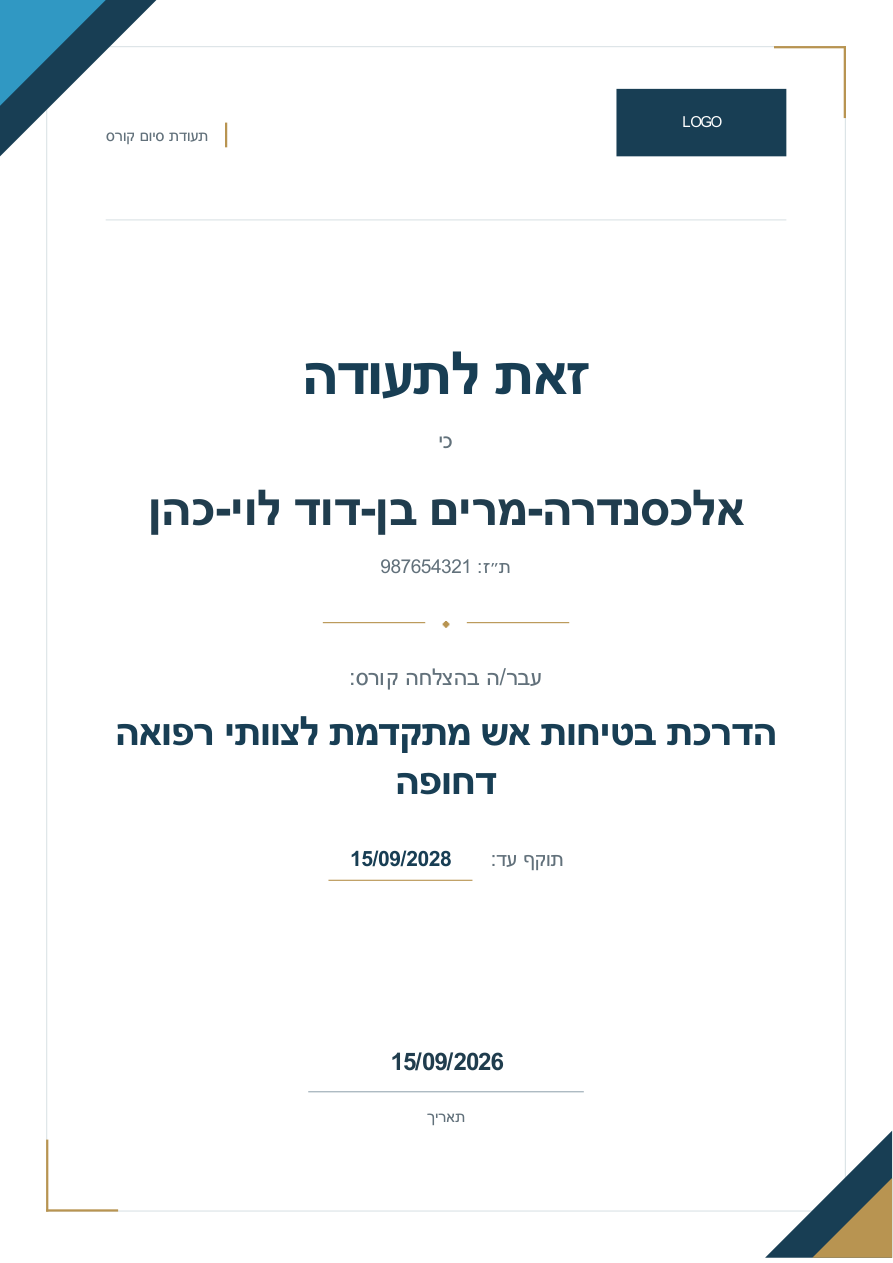 LOGO
תעודת סיום קורס
זאת לתעודה
כי
אלכסנדרה-מרים בן-דוד לוי-כהן
ת״ז: 987654321
עבר/ה בהצלחה קורס:
הדרכת בטיחות אש מתקדמת לצוותי רפואה
דחופה
תוקף עד: 15/09/2028
15/09/2026
תאריך